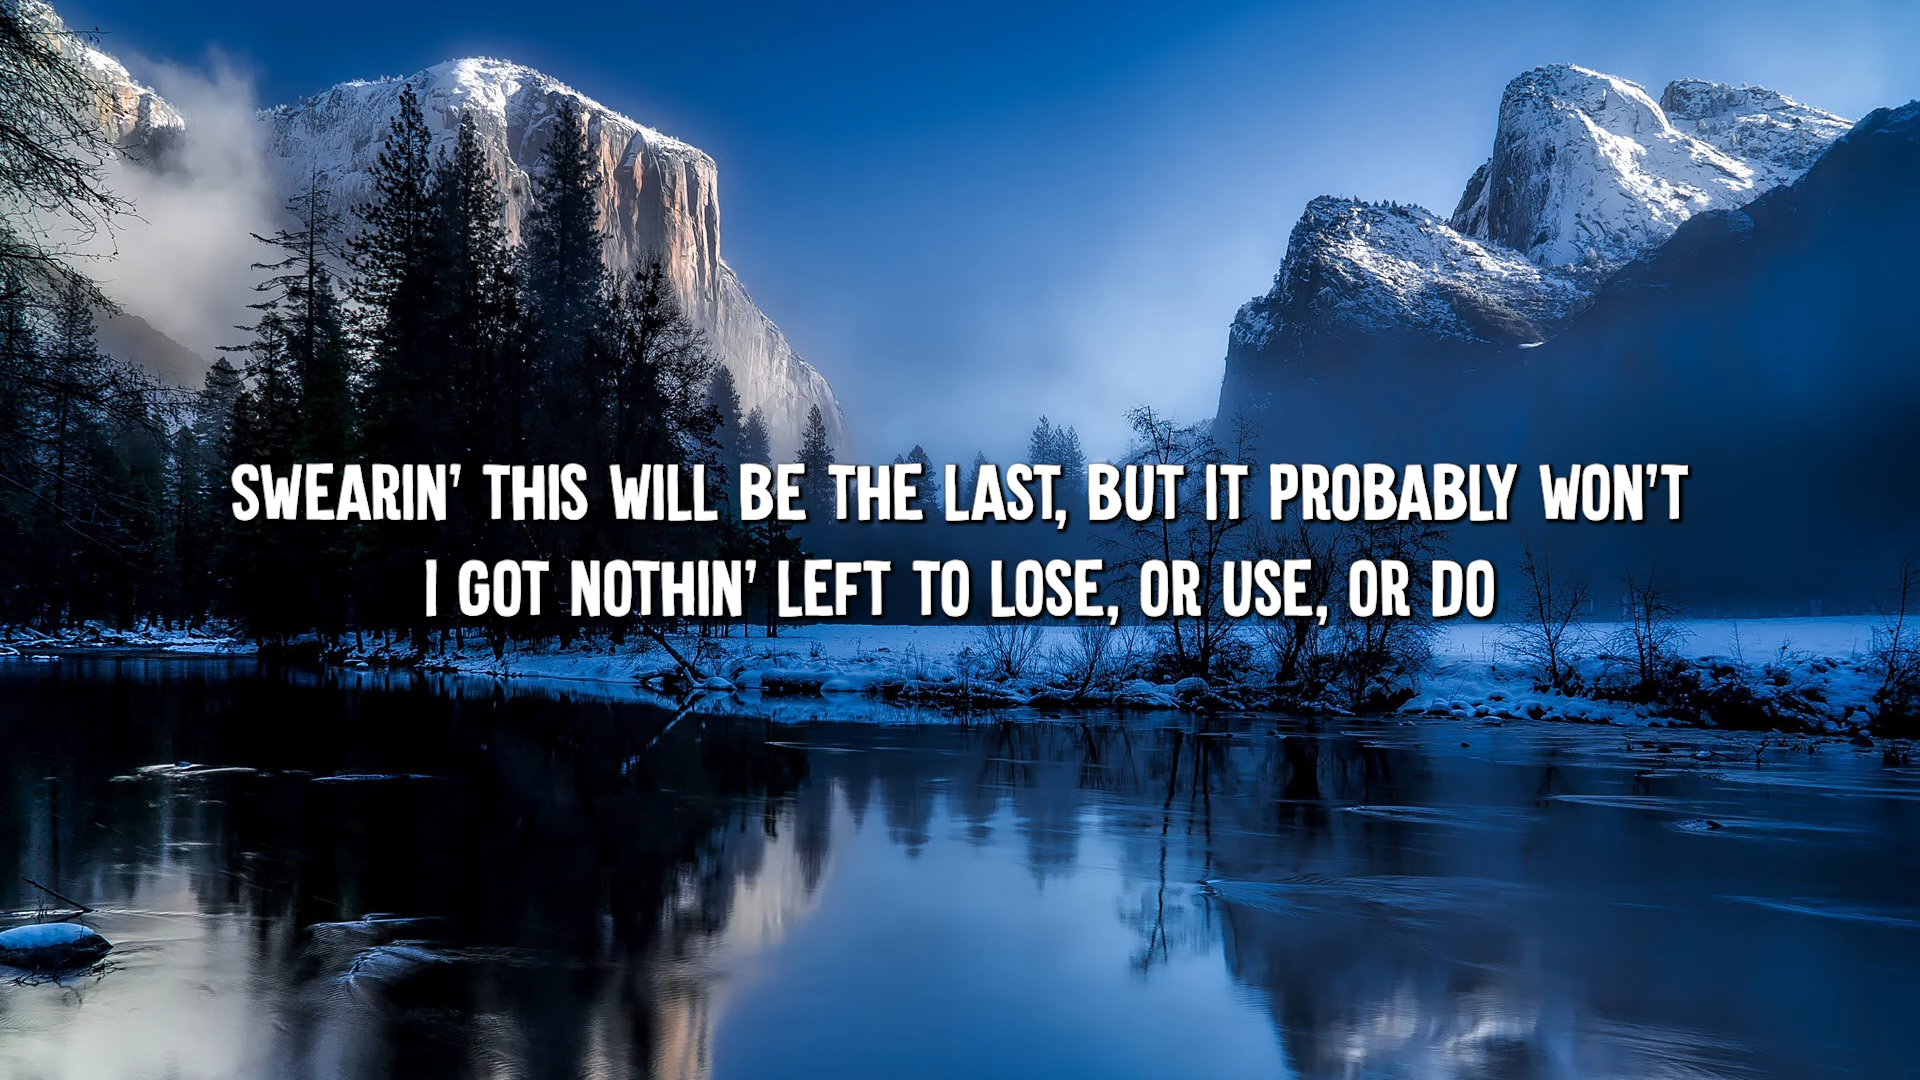 SWEARIN' THIS WILL BE THE LAST, BUT IT PROBABLY WON'T
I GOT NOTHIN' LEFT TO LOSE, OR USE, OR DO